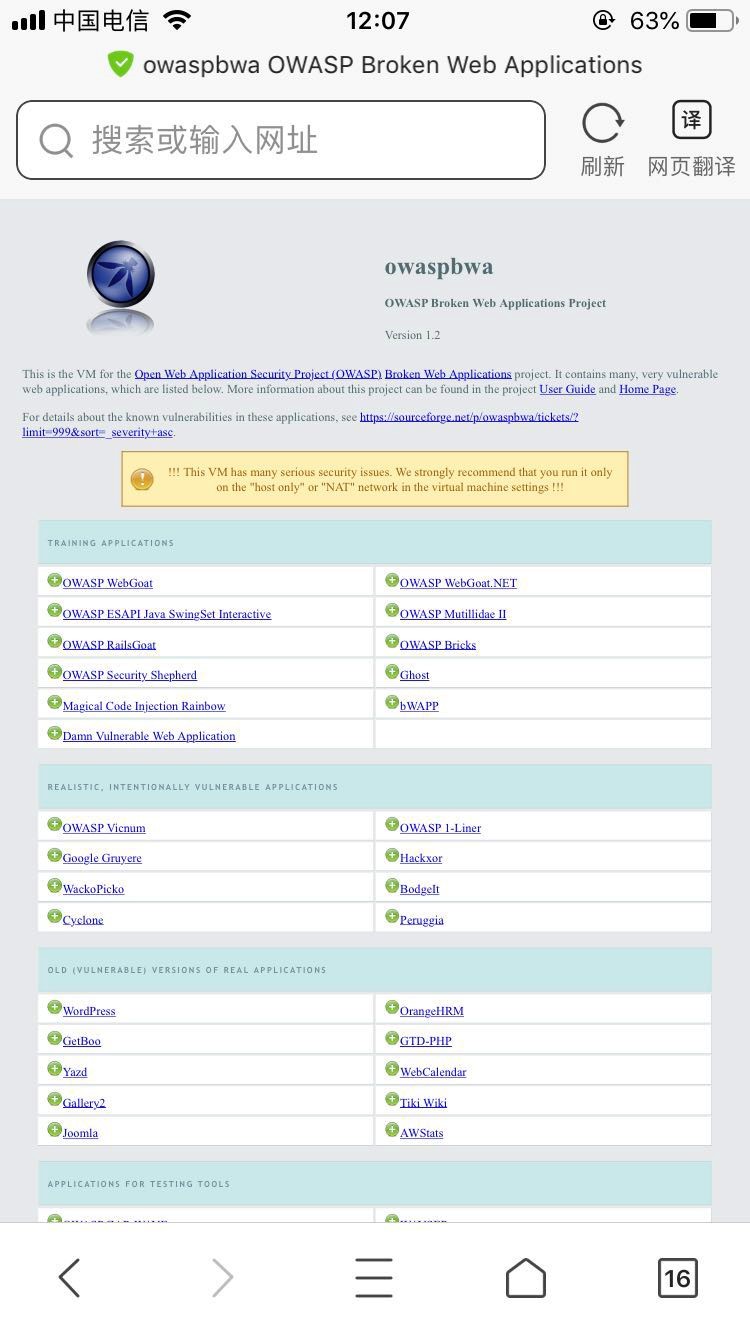 中国电信 12:07 63%
owaspbwa OWASP Broken Web Applications
搜索或输入网址 刷新 译 网页翻译
owaspbwa
OWASP Broken Web Applications Project
Version 1.2
This is the VM for the Open Web Application Security Project (OWASP) Broken Web Applications project. It contains many, very vulnerable
web applications, which are listed below. More information about this project can be found in the project User Guide and Home Page.
For details about the known vulnerabilities in these applications, see https://sourceforge.net/p/owaspbwa/tickets/?
limit=999&sort=_severity+asc.
!!! This VM has many serious security issues. We strongly recommend that you run it only
on the "host only" or "NAT" network in the virtual machine settings !!!
TRAINING APPLICATIONS
OWASP WebGoat OWASP WebGoat.NET
OWASP ESAPI Java SwingSet Interactive OWASP Mutillidae II
OWASP RailsGoat OWASP Bricks
OWASP Security Shepherd Ghost
Magical Code Injection Rainbow bWAPP
Damn Vulnerable Web Application
REALISTIC, INTENTIONALLY VULNERABLE APPLICATIONS
OWASP Vicnum OWASP 1-Liner
Google Gruyere Hackxor
WackoPicko BodgeIt
Cyclone Peruggia
OLD (VULNERABLE) VERSIONS OF REAL APPLICATIONS
WordPress OrangeHRM
GetBoo GTD-PHP
Yazd WebCalendar
Gallery2 Tiki Wiki
Joomla AWStats
APPLICATIONS FOR TESTING TOOLS
16